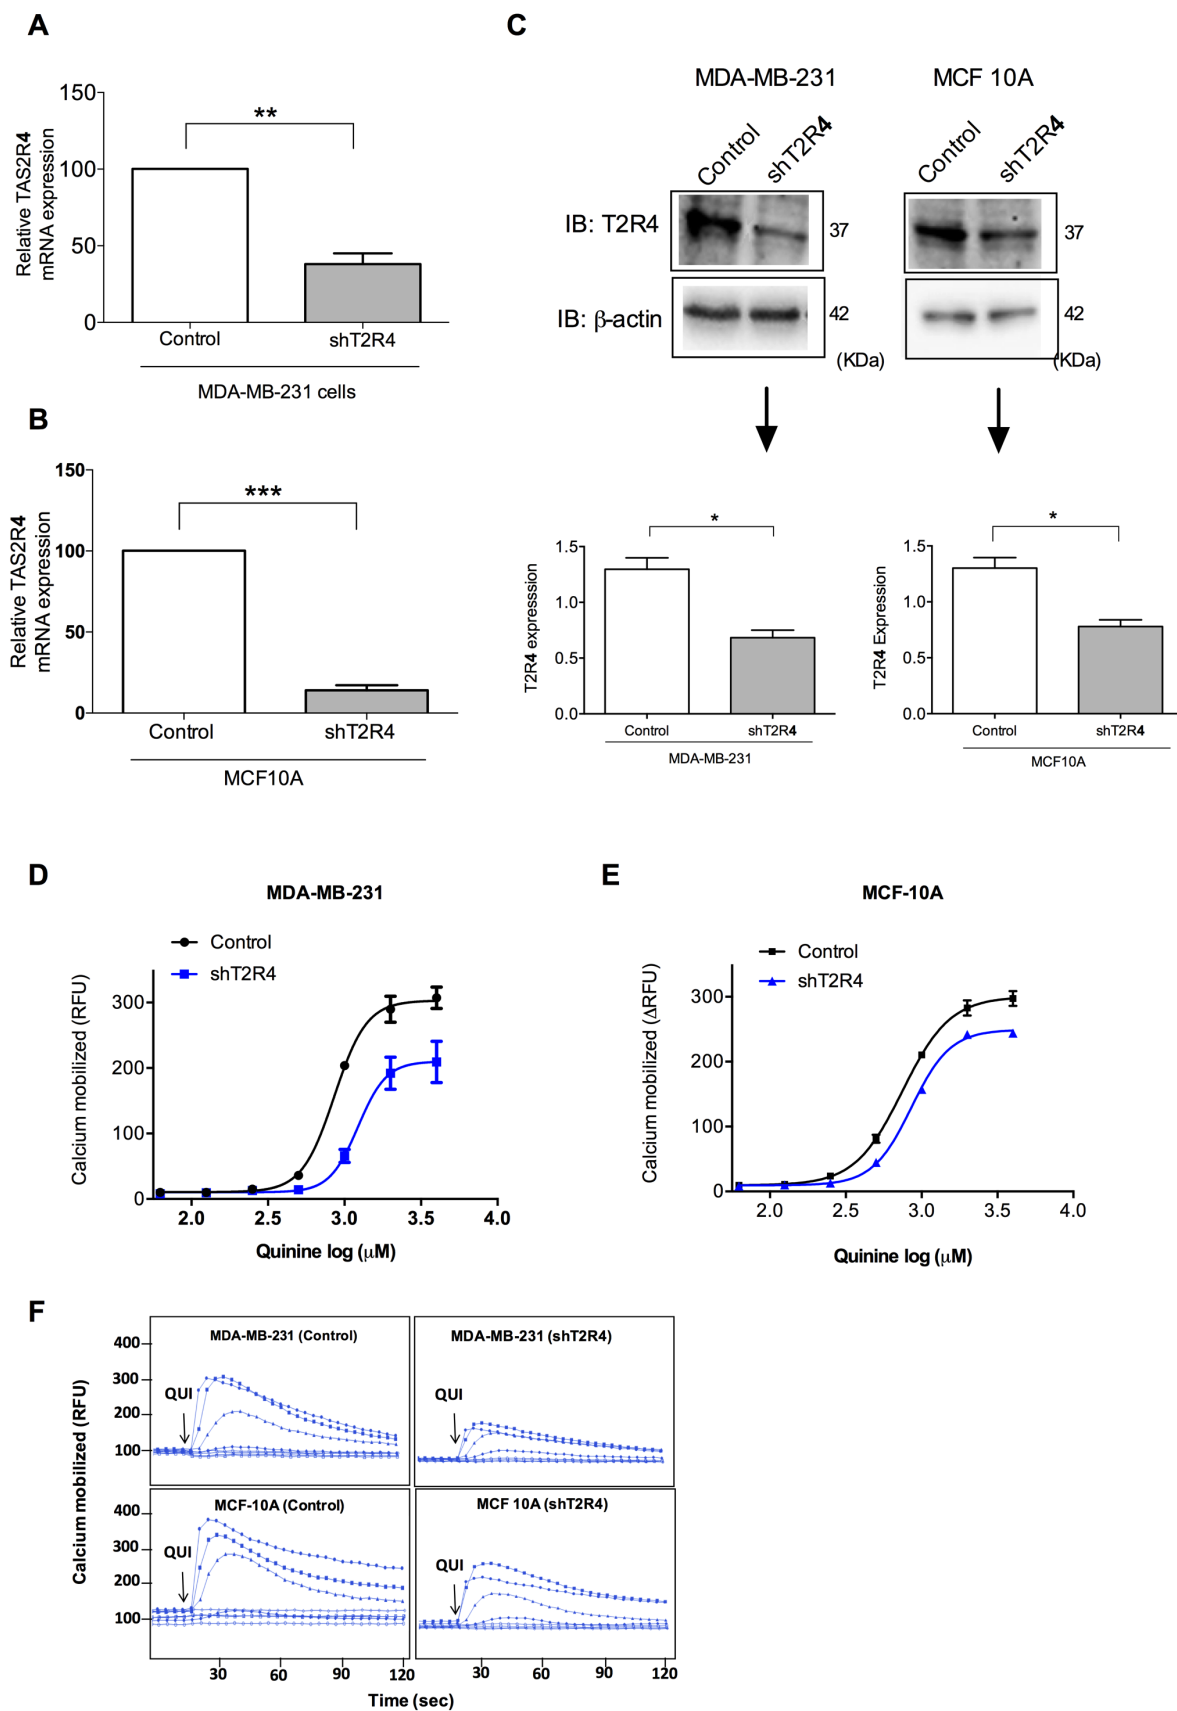 A
150
100
50
0
Relative TAS2R4
mRNA expression
**
Control
shT2R4
MDA-MB-231 cells
B
150
100
50
0
Relative TAS2R4
mRNA expression
***
Control
shT2R4
MCF10A
C
MDA-MB-231
MCF 10A
Control
shT2R4
Control
shT2R4
IB: T2R4
37
37
IB: β-actin
42
42
(KDa)
(KDa)
T2R4 expresssion
1.5
1.0
0.5
0.0
*
Control
shT2R4
MDA-MB-231
T2R4 Expression
1.5
1.0
0.5
0.0
*
Control
shT2R4
MCF10A
D
MDA-MB-231
Control
shT2R4
Calcium mobilized (RFU)
300
200
100
0
2.0
2.5
3.0
3.5
4.0
Quinine log (μM)
E
MCF-10A
Control
shT2R4
Calcium mobilized (ΔRFU)
300
200
100
0
2.0
2.5
3.0
3.5
4.0
Quinine log (μM)
F
Calcium mobilized (RFU)
400
300
200
100
MDA-MB-231 (Control)
QUI
MDA-MB-231 (shT2R4)
QUI
400
300
200
100
MCF-10A (Control)
QUI
MCF 10A (shT2R4)
QUI
30
60
90
120
30
60
90
120
Time (sec)